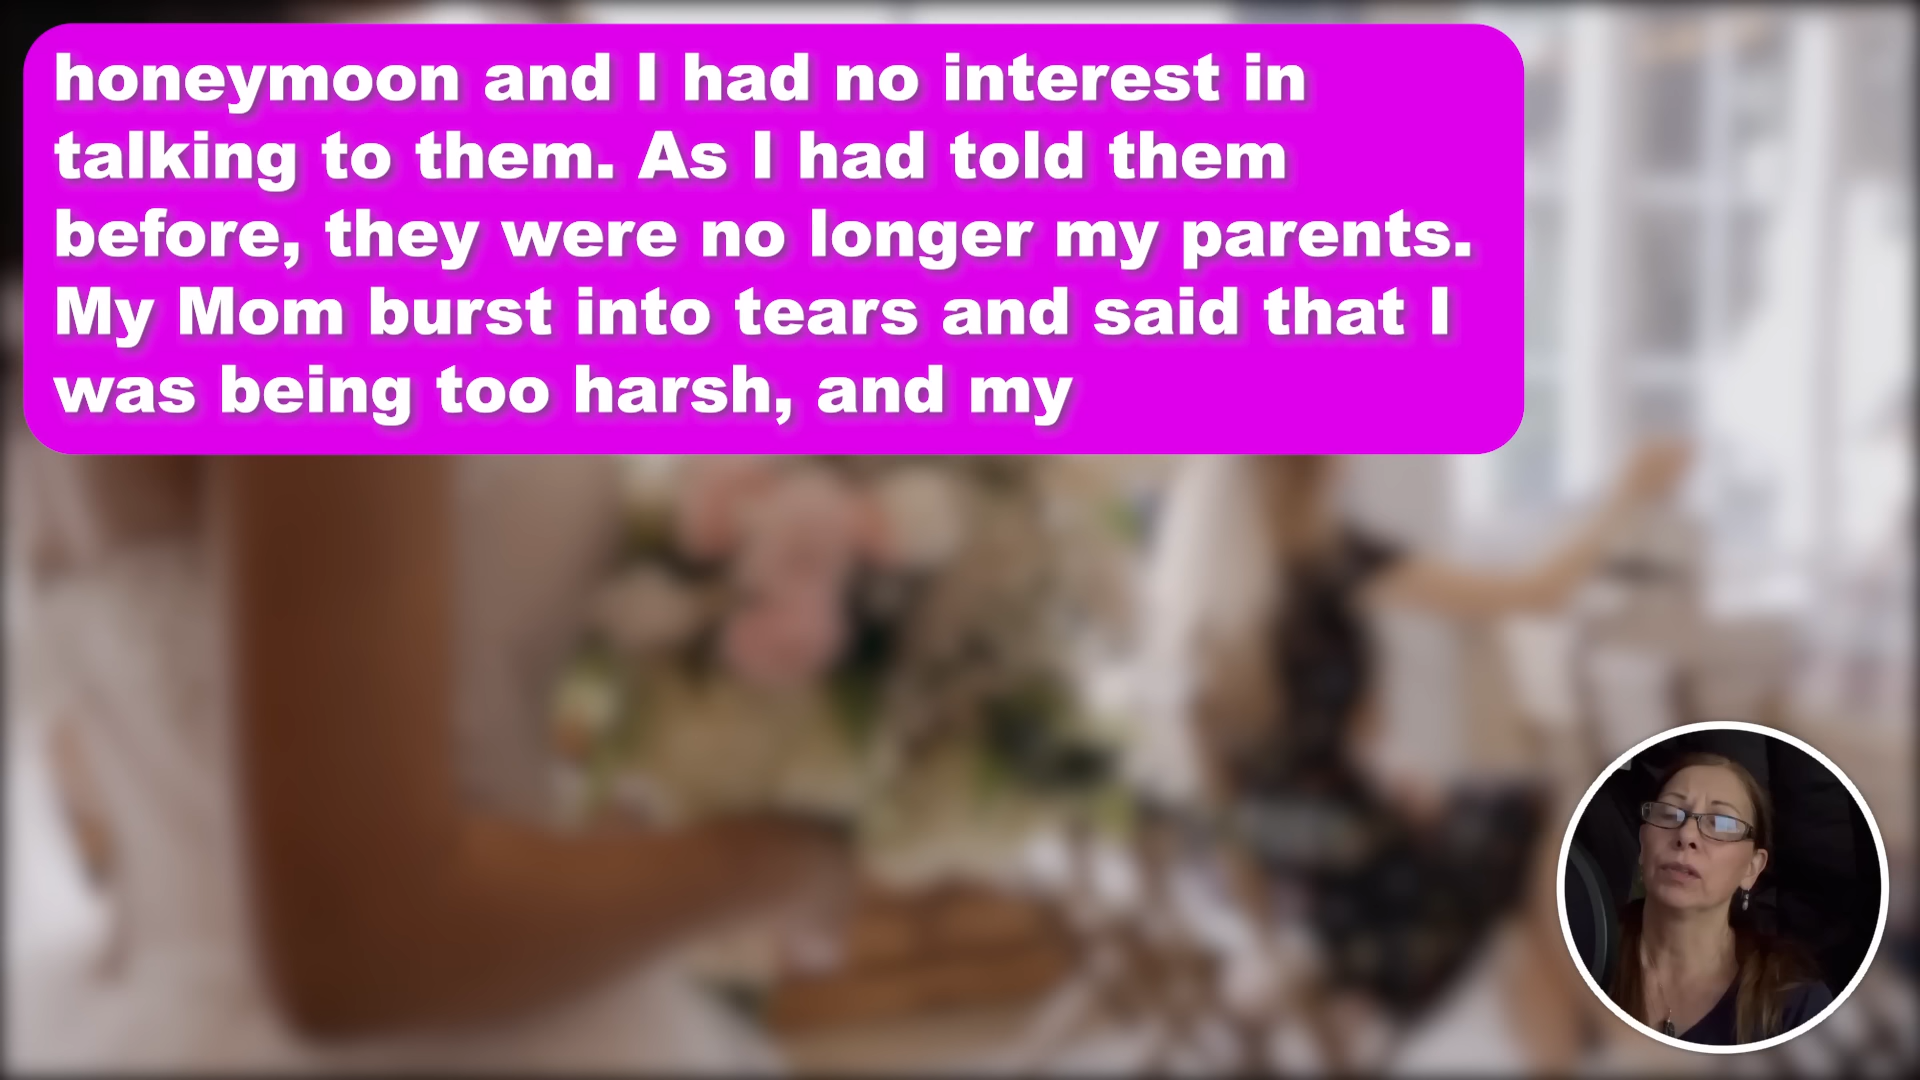 honeymoon and I had no interest in
talking to them. As I had told them
before, they were no longer my parents.
My Mom burst into tears and said that I
was being too harsh, and my